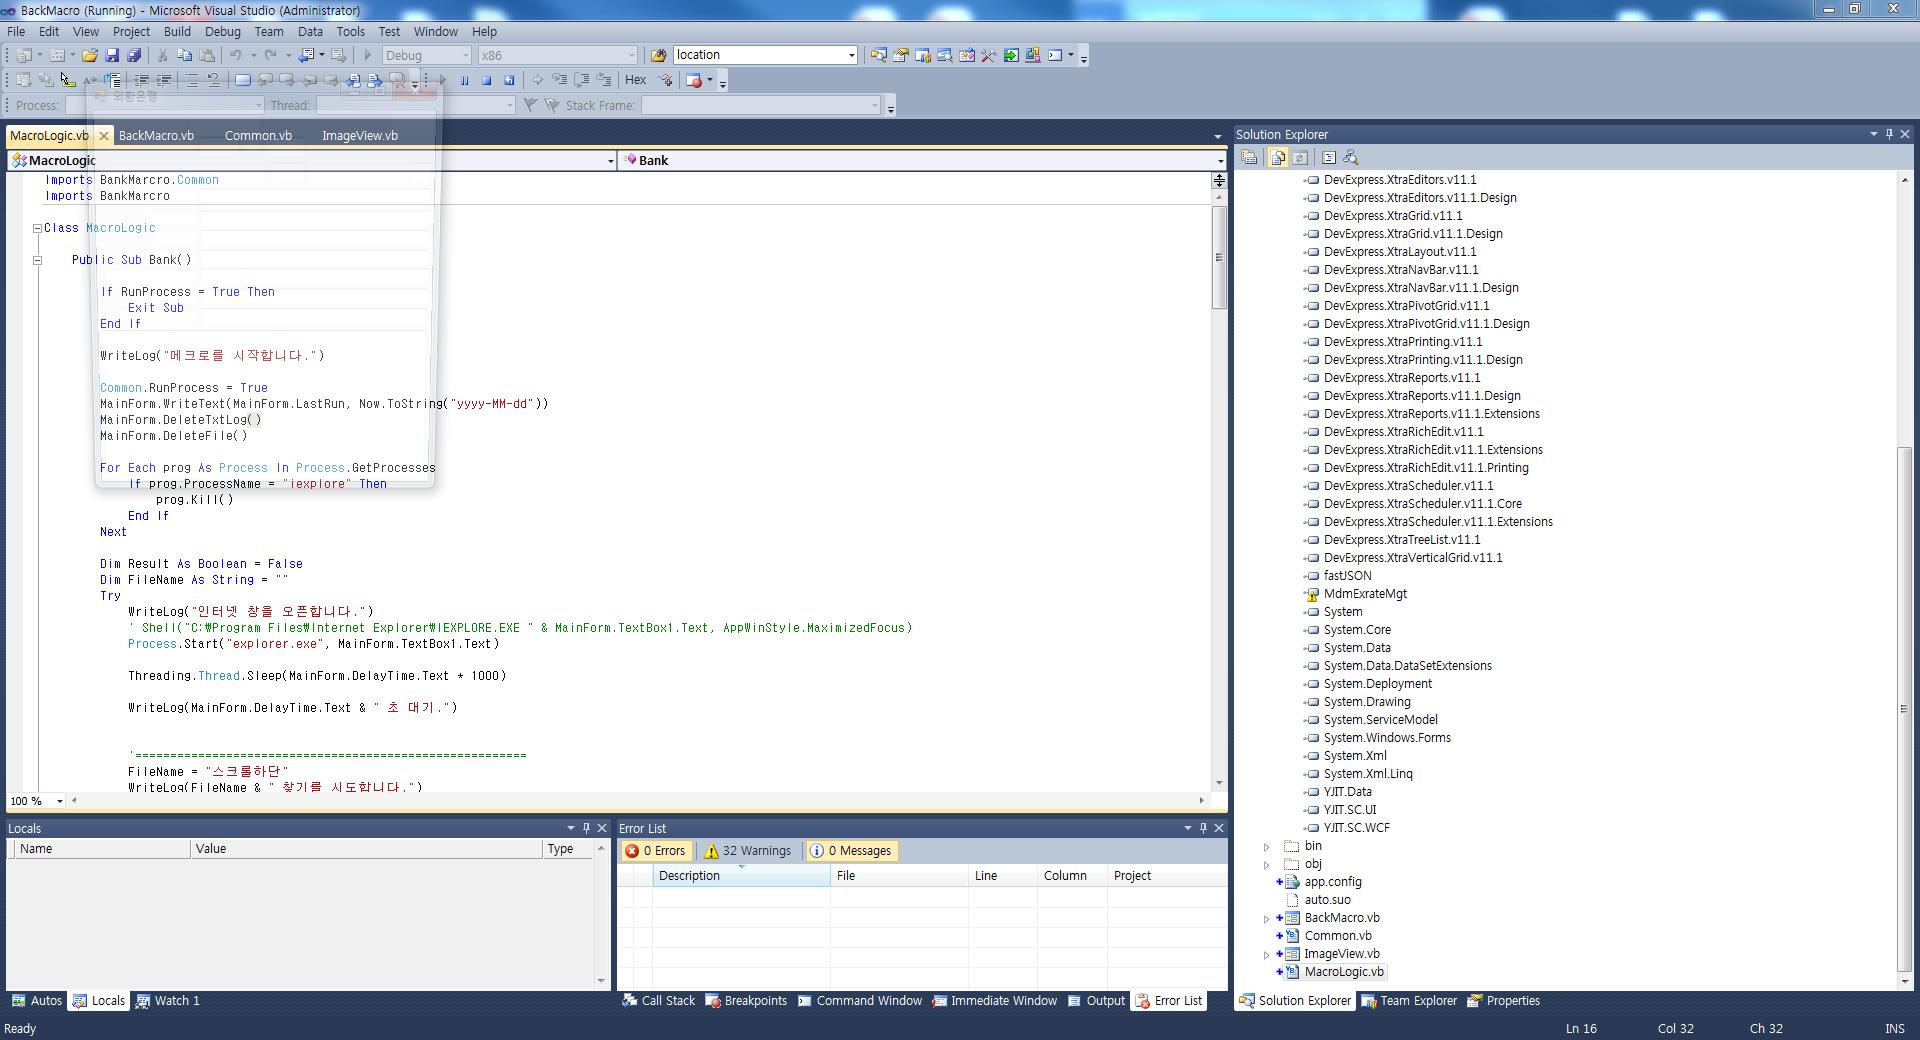 BackMacro (Running) - Microsoft Visual Studio (Administrator)
File Edit View Project Build Debug Team Data Tools Test Window Help
Debug x86 location
Hex
Process: Thread: Stack Frame:
외환은행
MacroLogic.vb BackMacro.vb Common.vb ImageView.vb
MacroLogic Bank
Imports BankMarcro.Common
Imports BankMarcro
Class MacroLogic
Public Sub Bank()
If RunProcess = True Then
Exit Sub
End If
WriteLog("메크로를 시작합니다.")
Common.RunProcess = True
MainForm.WriteText(MainForm.LastRun, Now.ToString("yyyy-MM-dd"))
MainForm.DeleteTxtLog()
MainForm.DeleteFile()
For Each prog As Process In Process.GetProcesses
If prog.ProcessName = "iexplore" Then
prog.Kill()
End If
Next
Dim Result As Boolean = False
Dim FileName As String = ""
Try
WriteLog("인터넷 창을 오픈합니다.")
' Shell("C:₩Program Files₩Internet Explorer₩IEXPLORE.EXE " & MainForm.TextBox1.Text, AppWinStyle.MaximizedFocus)
Process.Start("explorer.exe", MainForm.TextBox1.Text)
Threading.Thread.Sleep(MainForm.DelayTime.Text * 1000)
WriteLog(MainForm.DelayTime.Text & " 초 대기.")
'========================================================
FileName = "스크롤하단"
WriteLog(FileName & " 찾기를 시도합니다.")
100 %
Solution Explorer
DevExpress.XtraEditors.v11.1
DevExpress.XtraEditors.v11.1.Design
DevExpress.XtraGrid.v11.1
DevExpress.XtraGrid.v11.1.Design
DevExpress.XtraLayout.v11.1
DevExpress.XtraNavBar.v11.1
DevExpress.XtraNavBar.v11.1.Design
DevExpress.XtraPivotGrid.v11.1
DevExpress.XtraPivotGrid.v11.1.Design
DevExpress.XtraPrinting.v11.1
DevExpress.XtraPrinting.v11.1.Design
DevExpress.XtraReports.v11.1
DevExpress.XtraReports.v11.1.Design
DevExpress.XtraReports.v11.1.Extensions
DevExpress.XtraRichEdit.v11.1
DevExpress.XtraRichEdit.v11.1.Extensions
DevExpress.XtraRichEdit.v11.1.Printing
DevExpress.XtraScheduler.v11.1
DevExpress.XtraScheduler.v11.1.Core
DevExpress.XtraScheduler.v11.1.Extensions
DevExpress.XtraTreeList.v11.1
DevExpress.XtraVerticalGrid.v11.1
fastJSON
MdmExrateMgt
System
System.Core
System.Data
System.Data.DataSetExtensions
System.Deployment
System.Drawing
System.ServiceModel
System.Windows.Forms
System.Xml
System.Xml.Linq
YJIT.Data
YJIT.SC.UI
YJIT.SC.WCF
bin
obj
app.config
auto.suo
BackMacro.vb
Common.vb
ImageView.vb
MacroLogic.vb
Locals
Name Value Type
Error List
0 Errors 32 Warnings 0 Messages
Description File Line Column Project
Autos Locals Watch 1
Call Stack Breakpoints Command Window Immediate Window Output Error List
Solution Explorer Team Explorer Properties
Ready Ln 16 Col 32 Ch 32 INS